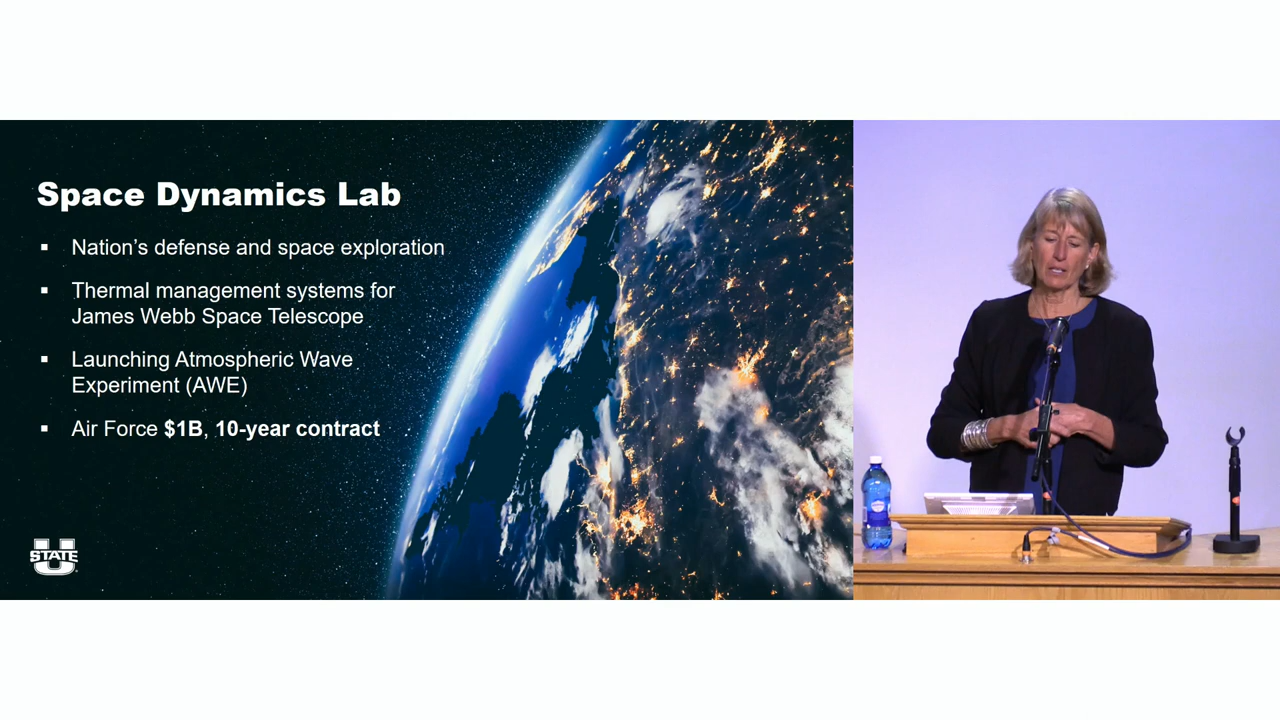 Space Dynamics Lab
▪ Nation’s defense and space exploration
▪ Thermal management systems for
James Webb Space Telescope
▪ Launching Atmospheric Wave
Experiment (AWE)
▪ Air Force $1B, 10-year contract
U STATE